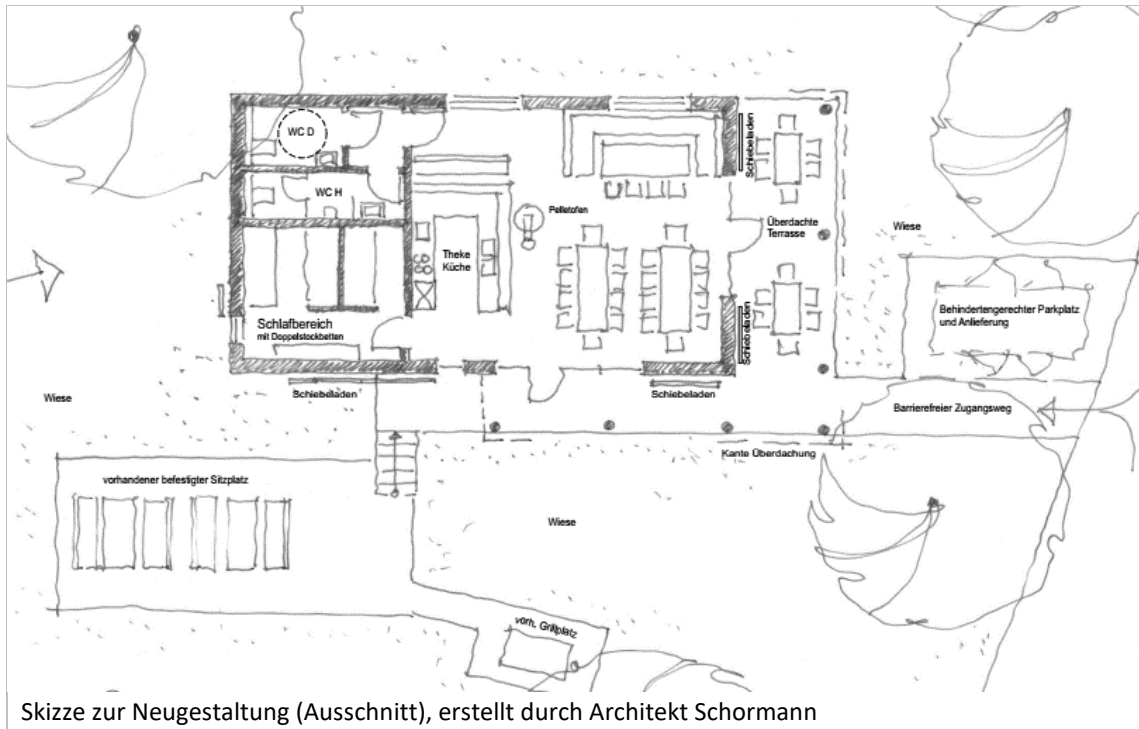 WC D
WC H
Pelletofen
Theke
Küche
Schlafbereich
mit Doppelstockbetten
Schiebeladen
Überdachte
Terrasse
Schiebeladen
Wiese
Behindertengerechter Parkplatz
und Anlieferung
Schiebeladen
Schiebeladen
Barrierefreier Zugangsweg
Wiese
Kante Überdachung
vorhandener befestigter Sitzplatz
Wiese
vorh. Grillplatz
Skizze zur Neugestaltung (Ausschnitt), erstellt durch Architekt Schormann